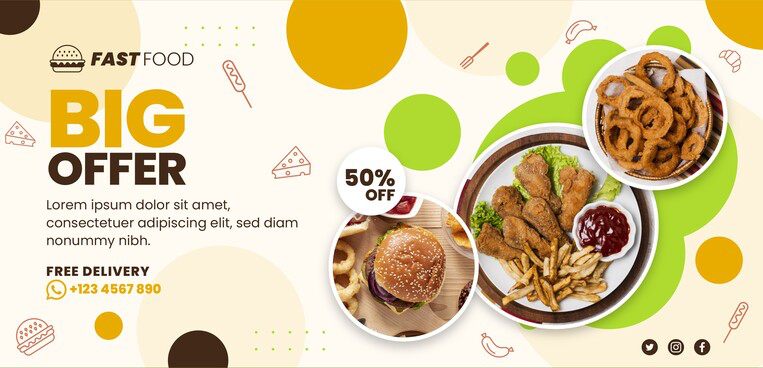 FAST FOOD
BIG
OFFER
Lorem ipsum dolor sit amet,
consectetuer adipiscing elit, sed diam
nonummy nibh.
FREE DELIVERY
+123 4567 890
50%
OFF